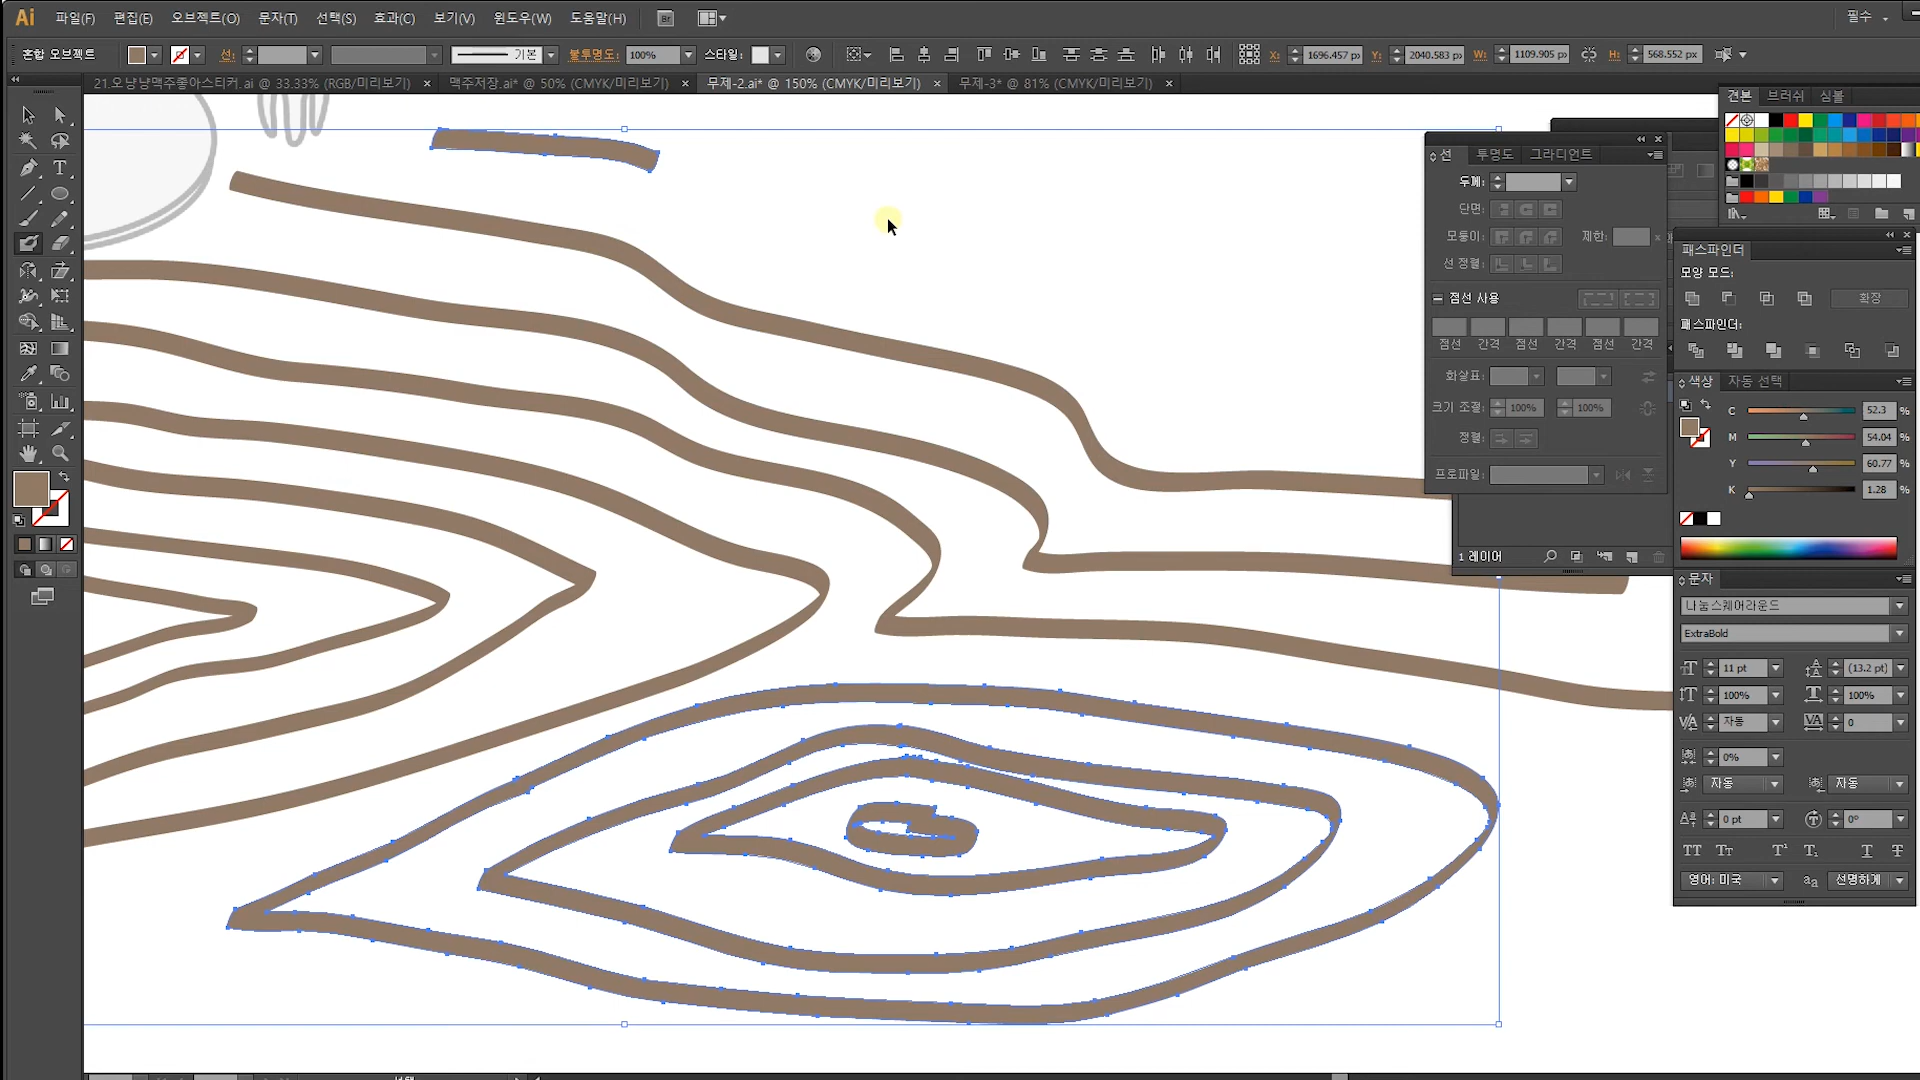 Ai 파일(F) 편집(E) 오브젝트(O) 문자(T) 선택(S) 효과(C) 보기(V) 윈도우(W) 도움말(H) Br 필수
혼합 오브젝트 선: 기본 불투명도: 100% 스타일: X: 1696.457 px Y: 2040.583 px W: 1109.905 px H: 568.552 px
21.오냥냥맥주좋아스티커.ai @ 33.33% (RGB/미리보기) × 맥주저장.ai* @ 50% (CMYK/미리보기) × 무제-2.ai* @ 150% (CMYK/미리보기) × 무제-3* @ 81% (CMYK/미리보기) ×
견본 브러쉬 심볼
선 투명도 그라디언트
두께:
단면:
모퉁이: 제한: x
선 정렬:
점선 사용
점선 간격 점선 간격 점선 간격
화살표:
크기 조절: 100% 100%
정렬:
프로파일:
1 레이어
패스파인더
모양 모드:
확장
패스파인더:
색상 자동 선택
C 52.3 %
M 54.04 %
Y 60.77 %
K 1.28 %
문자
나눔스퀘어라운드
ExtraBold
11 pt (13.2 pt)
100% 100%
자동 0
0%
자동 자동
0 pt 0°
TT Tт T¹ T₁ T Ŧ
영어: 미국 aa 선명하게